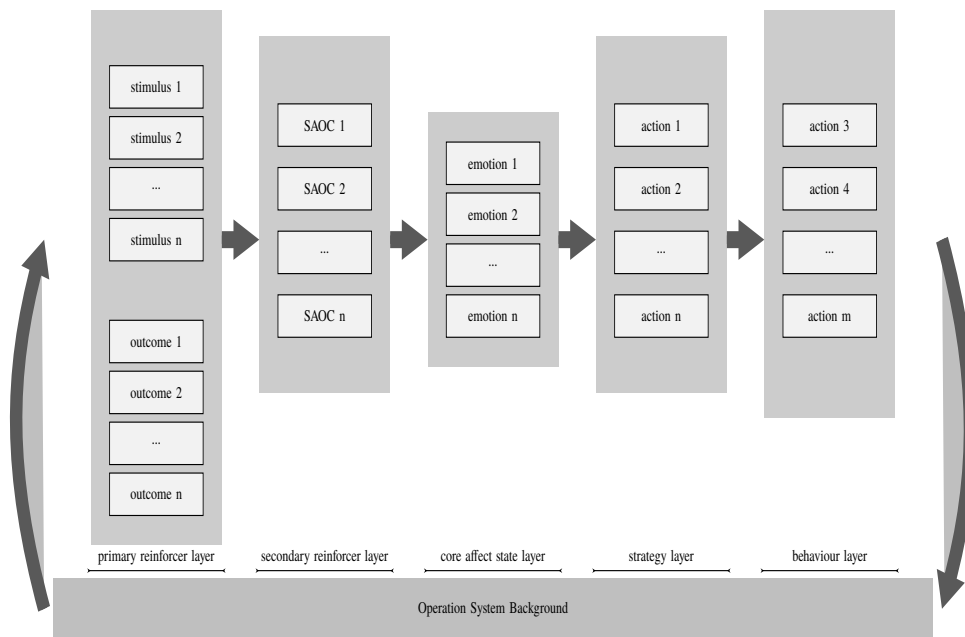 stimulus 1
stimulus 2
...
stimulus n
outcome 1
outcome 2
...
outcome n
primary reinforcer layer
SAOC 1
SAOC 2
...
SAOC n
secondary reinforcer layer
emotion 1
emotion 2
...
emotion n
core affect state layer
action 1
action 2
...
action n
strategy layer
action 3
action 4
...
action m
behaviour layer
Operation System Background